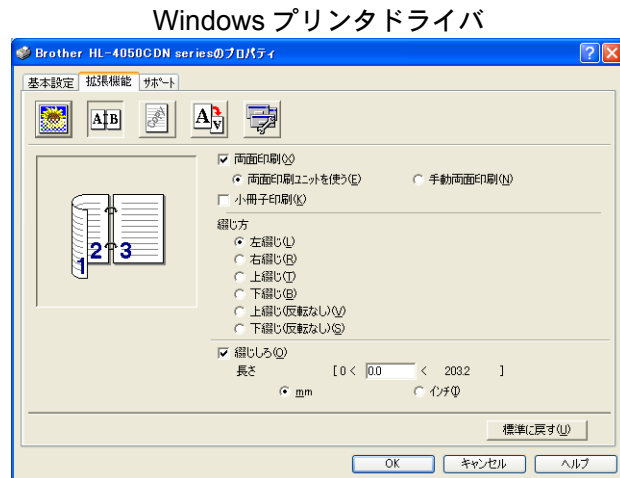 Windows プリンタドライバ
Brother HL-4050CDN seriesのプロパティ
基本設定 拡張機能 サポート
A B
A A
両面印刷(X)
両面印刷ユニットを使う(E) 手動両面印刷(N)
小冊子印刷(K)
綴じ方
左綴じ(L)
右綴じ(R)
上綴じ(T)
下綴じ(B)
上綴じ(反転なし)(V)
下綴じ(反転なし)(S)
1 2 3
綴じしろ(O)
長さ [ 0 < 0.0 < 203.2 ]
mm インチ(I)
標準に戻す(U)
OK キャンセル ヘルプ